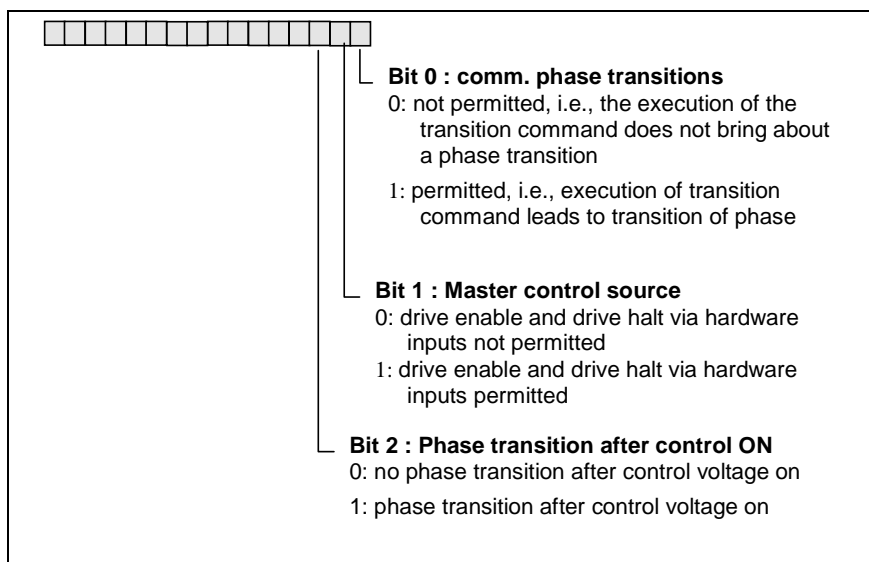 Bit 0 : comm. phase transitions
0: not permitted, i.e., the execution of the
transition command does not bring about
a phase transition
1: permitted, i.e., execution of transition
command leads to transition of phase
Bit 1 : Master control source
0: drive enable and drive halt via hardware
inputs not permitted
1: drive enable and drive halt via hardware
inputs permitted
Bit 2 : Phase transition after control ON
0: no phase transition after control voltage on
1: phase transition after control voltage on